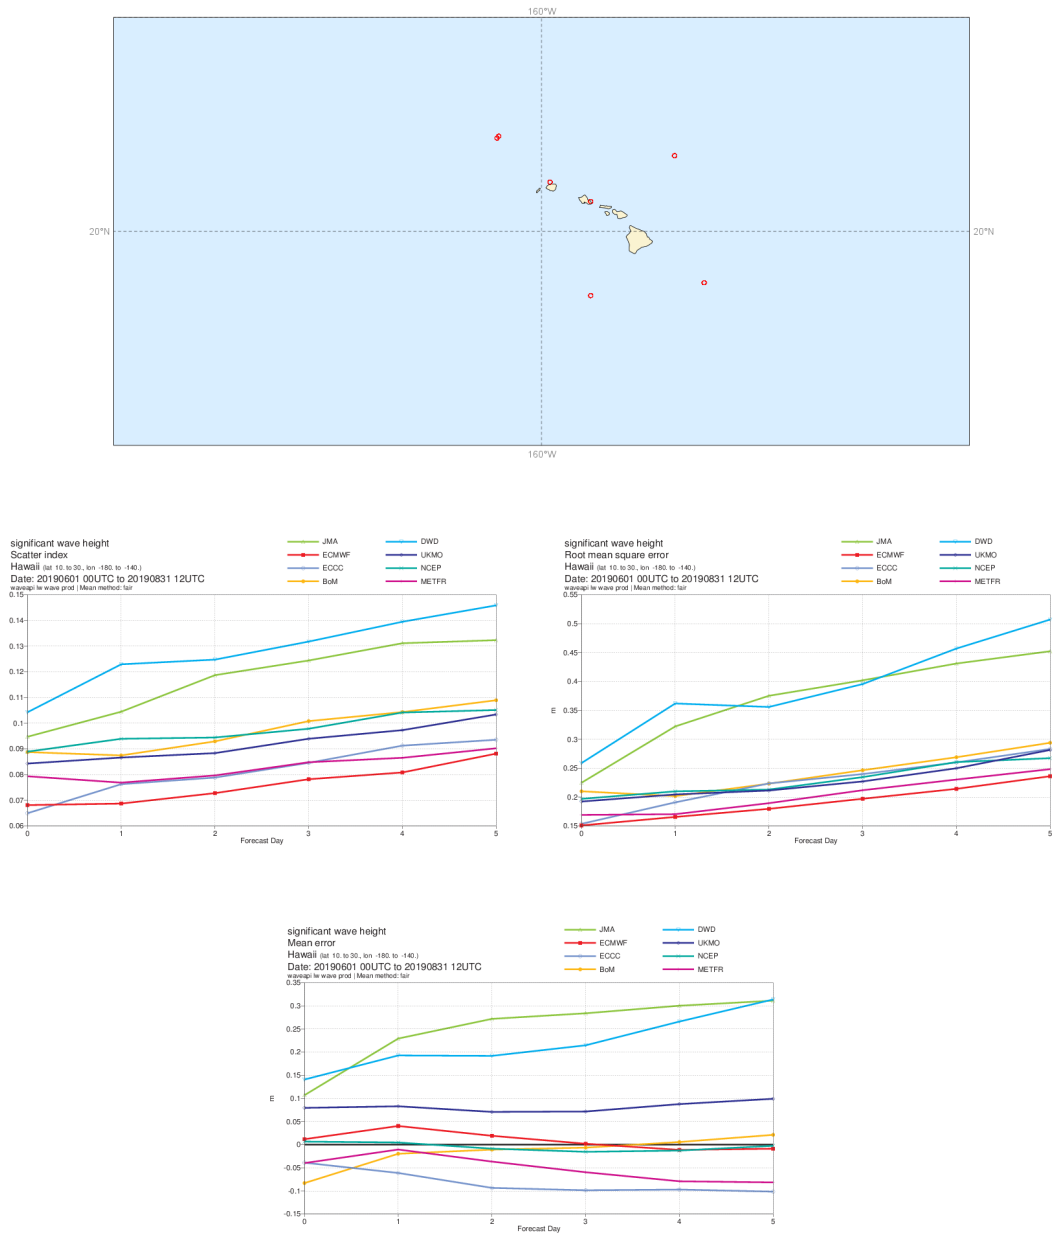 160°W
20°N 20°N
160°W
significant wave height
Scatter index
Hawaii (lat 10. to 30., lon -180. to -140.)
Date: 20190601 00UTC to 20190831 12UTC
waveapi lw wave prod | Mean method: fair
JMA DWD
ECMWF UKMO
ECCC NCEP
BoM METFR
0.15
0.14
0.13
0.12
0.11
0.1
0.09
0.08
0.07
0.06
0 1 2 3 4 5
Forecast Day
significant wave height
Root mean square error
Hawaii (lat 10. to 30., lon -180. to -140.)
Date: 20190601 00UTC to 20190831 12UTC
waveapi lw wave prod | Mean method: fair
JMA DWD
ECMWF UKMO
ECCC NCEP
BoM METFR
0.55
0.5
0.45
0.4
0.35
m
0.3
0.25
0.2
0.15
0 1 2 3 4 5
Forecast Day
significant wave height
Mean error
Hawaii (lat 10. to 30., lon -180. to -140.)
Date: 20190601 00UTC to 20190831 12UTC
waveapi lw wave prod | Mean method: fair
JMA DWD
ECMWF UKMO
ECCC NCEP
BoM METFR
0.35
0.3
0.25
0.2
0.15
0.1
m
0.05
0
-0.05
-0.1
-0.15
0 1 2 3 4 5
Forecast Day